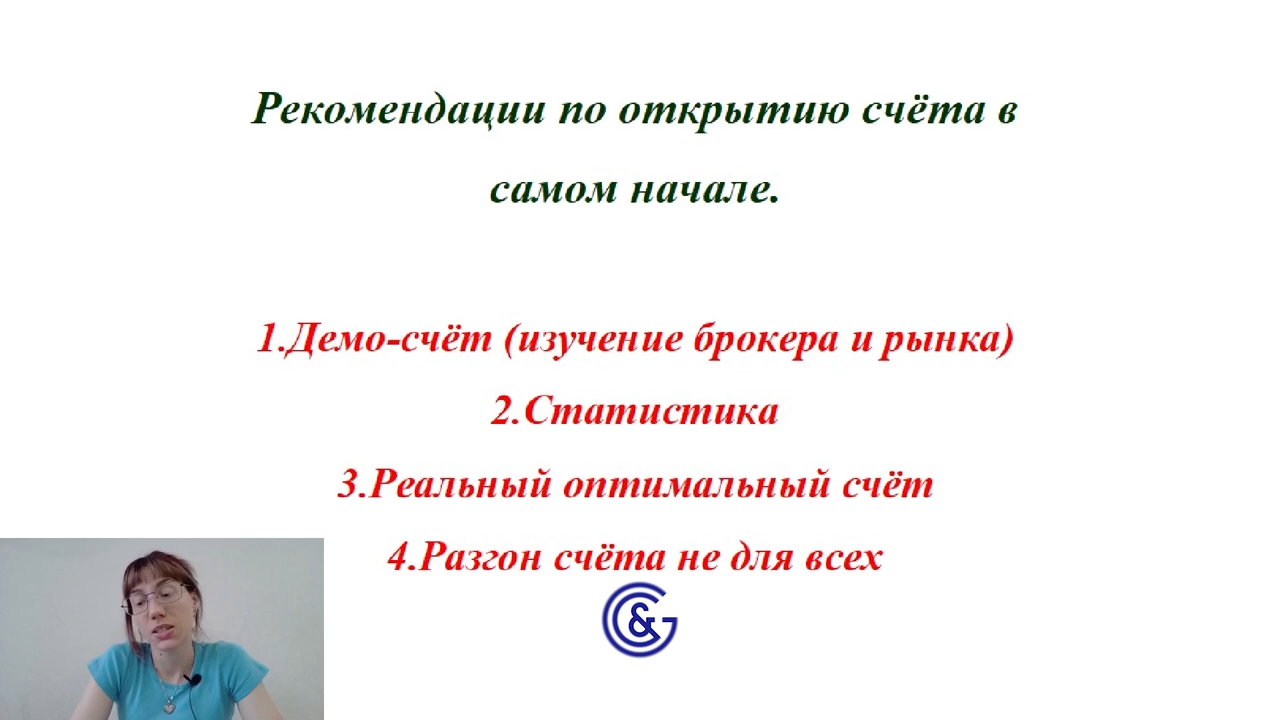 Рекомендации по открытию счёта в
самом начале.
1.Демо-счёт (изучение брокера и рынка)
2.Статистика
3.Реальный оптимальный счёт
4.Разгон счёта не для всех
G&G